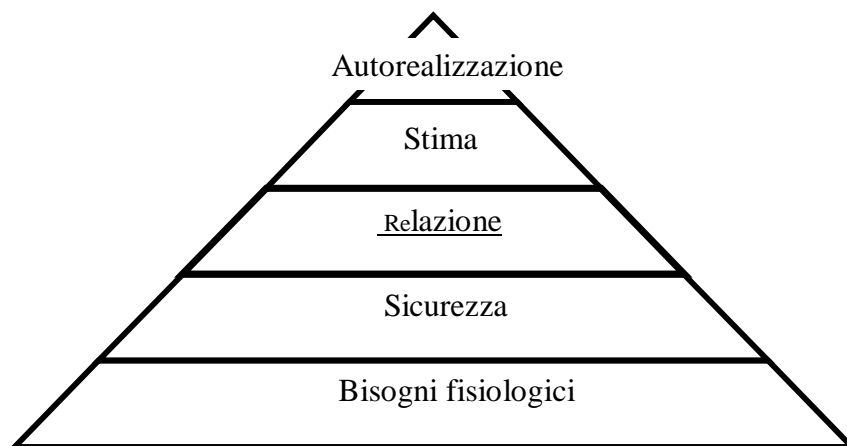 Autorealizzazione
Stima
Relazione
Sicurezza
Bisogni fisiologici